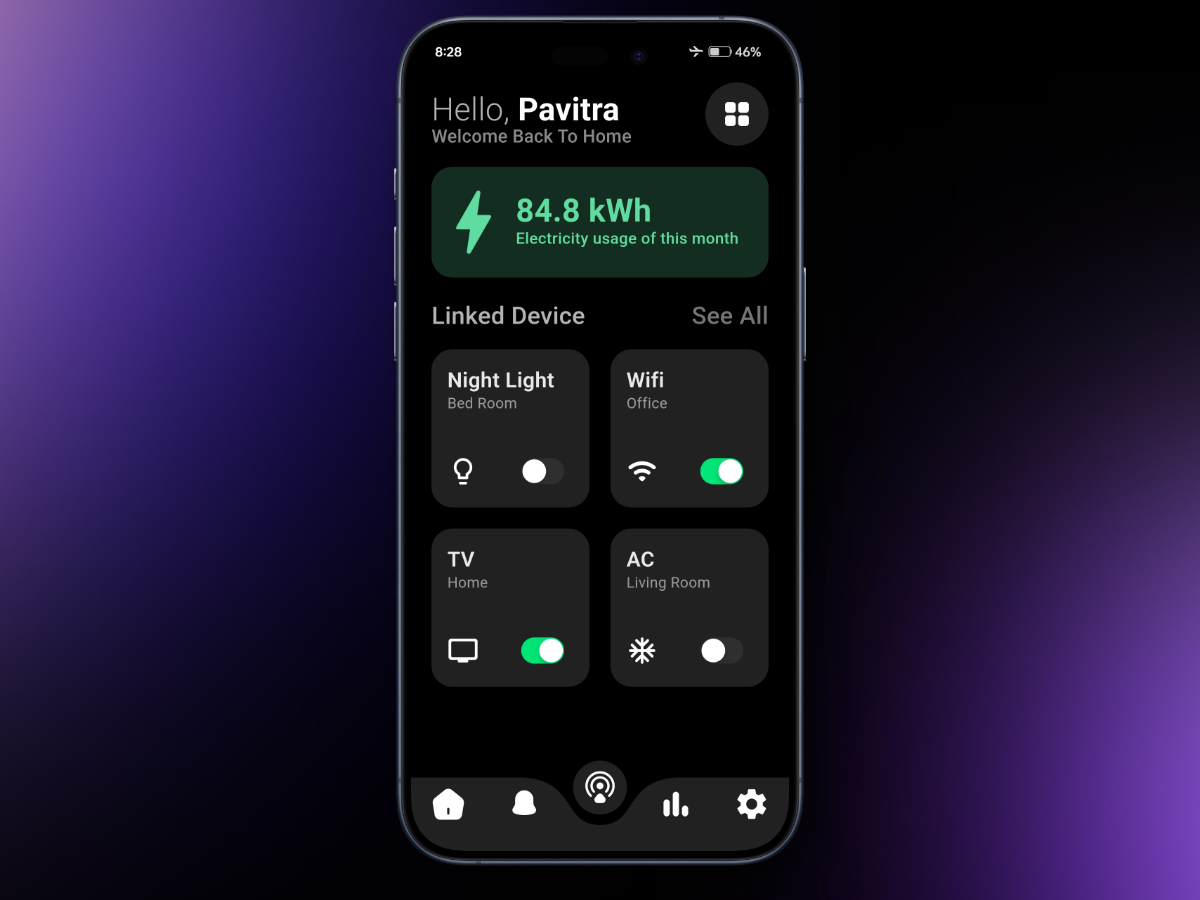 8:28
46%
Hello, Pavitra
Welcome Back To Home
84.8 kWh
Electricity usage of this month
Linked Device
See All
Night Light
Bed Room
Wifi
Office
TV
Home
AC
Living Room